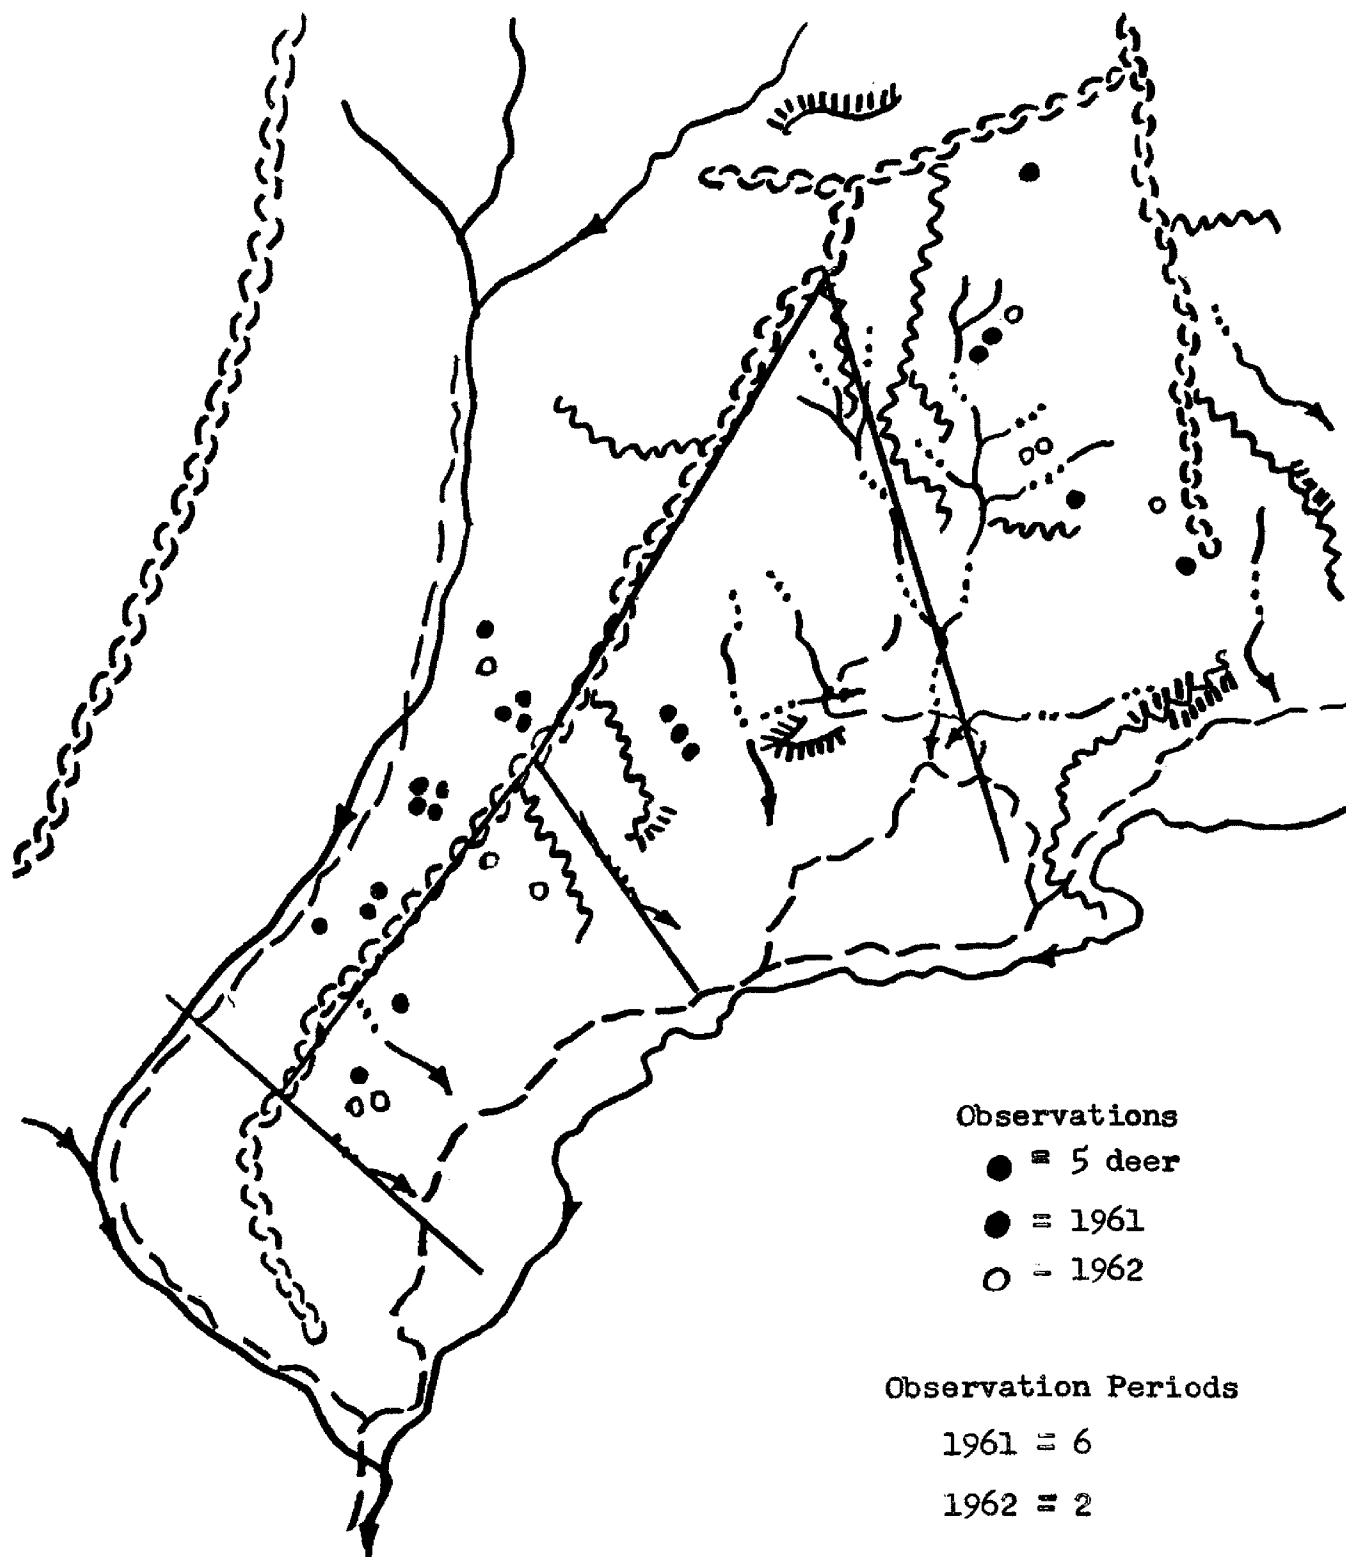 Observations
● = 5 deer
● = 1961
○ - 1962
Observation Periods
1961 = 6
1962 = 2